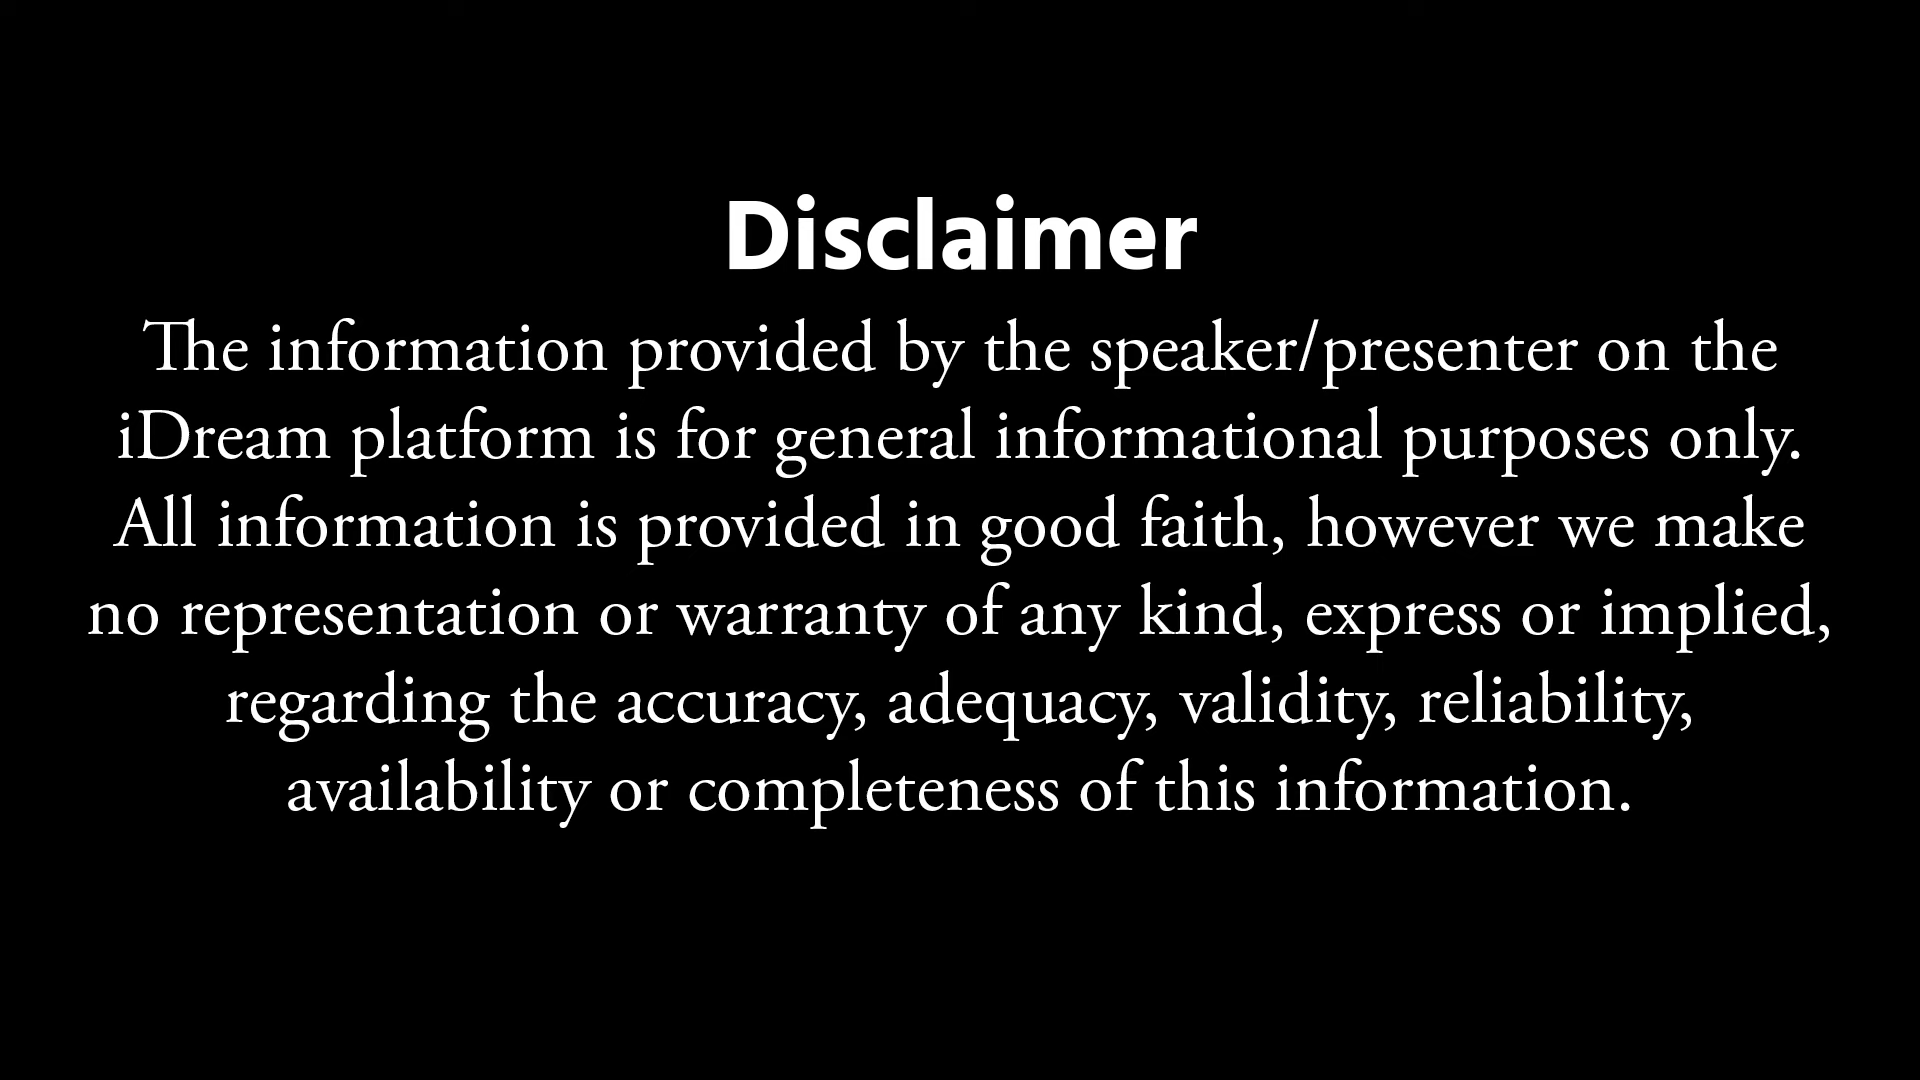 Disclaimer
The information provided by the speaker/presenter on the
iDream platform is for general informational purposes only.
All information is provided in good faith, however we make
no representation or warranty of any kind, express or implied,
regarding the accuracy, adequacy, validity, reliability,
availability or completeness of this information.